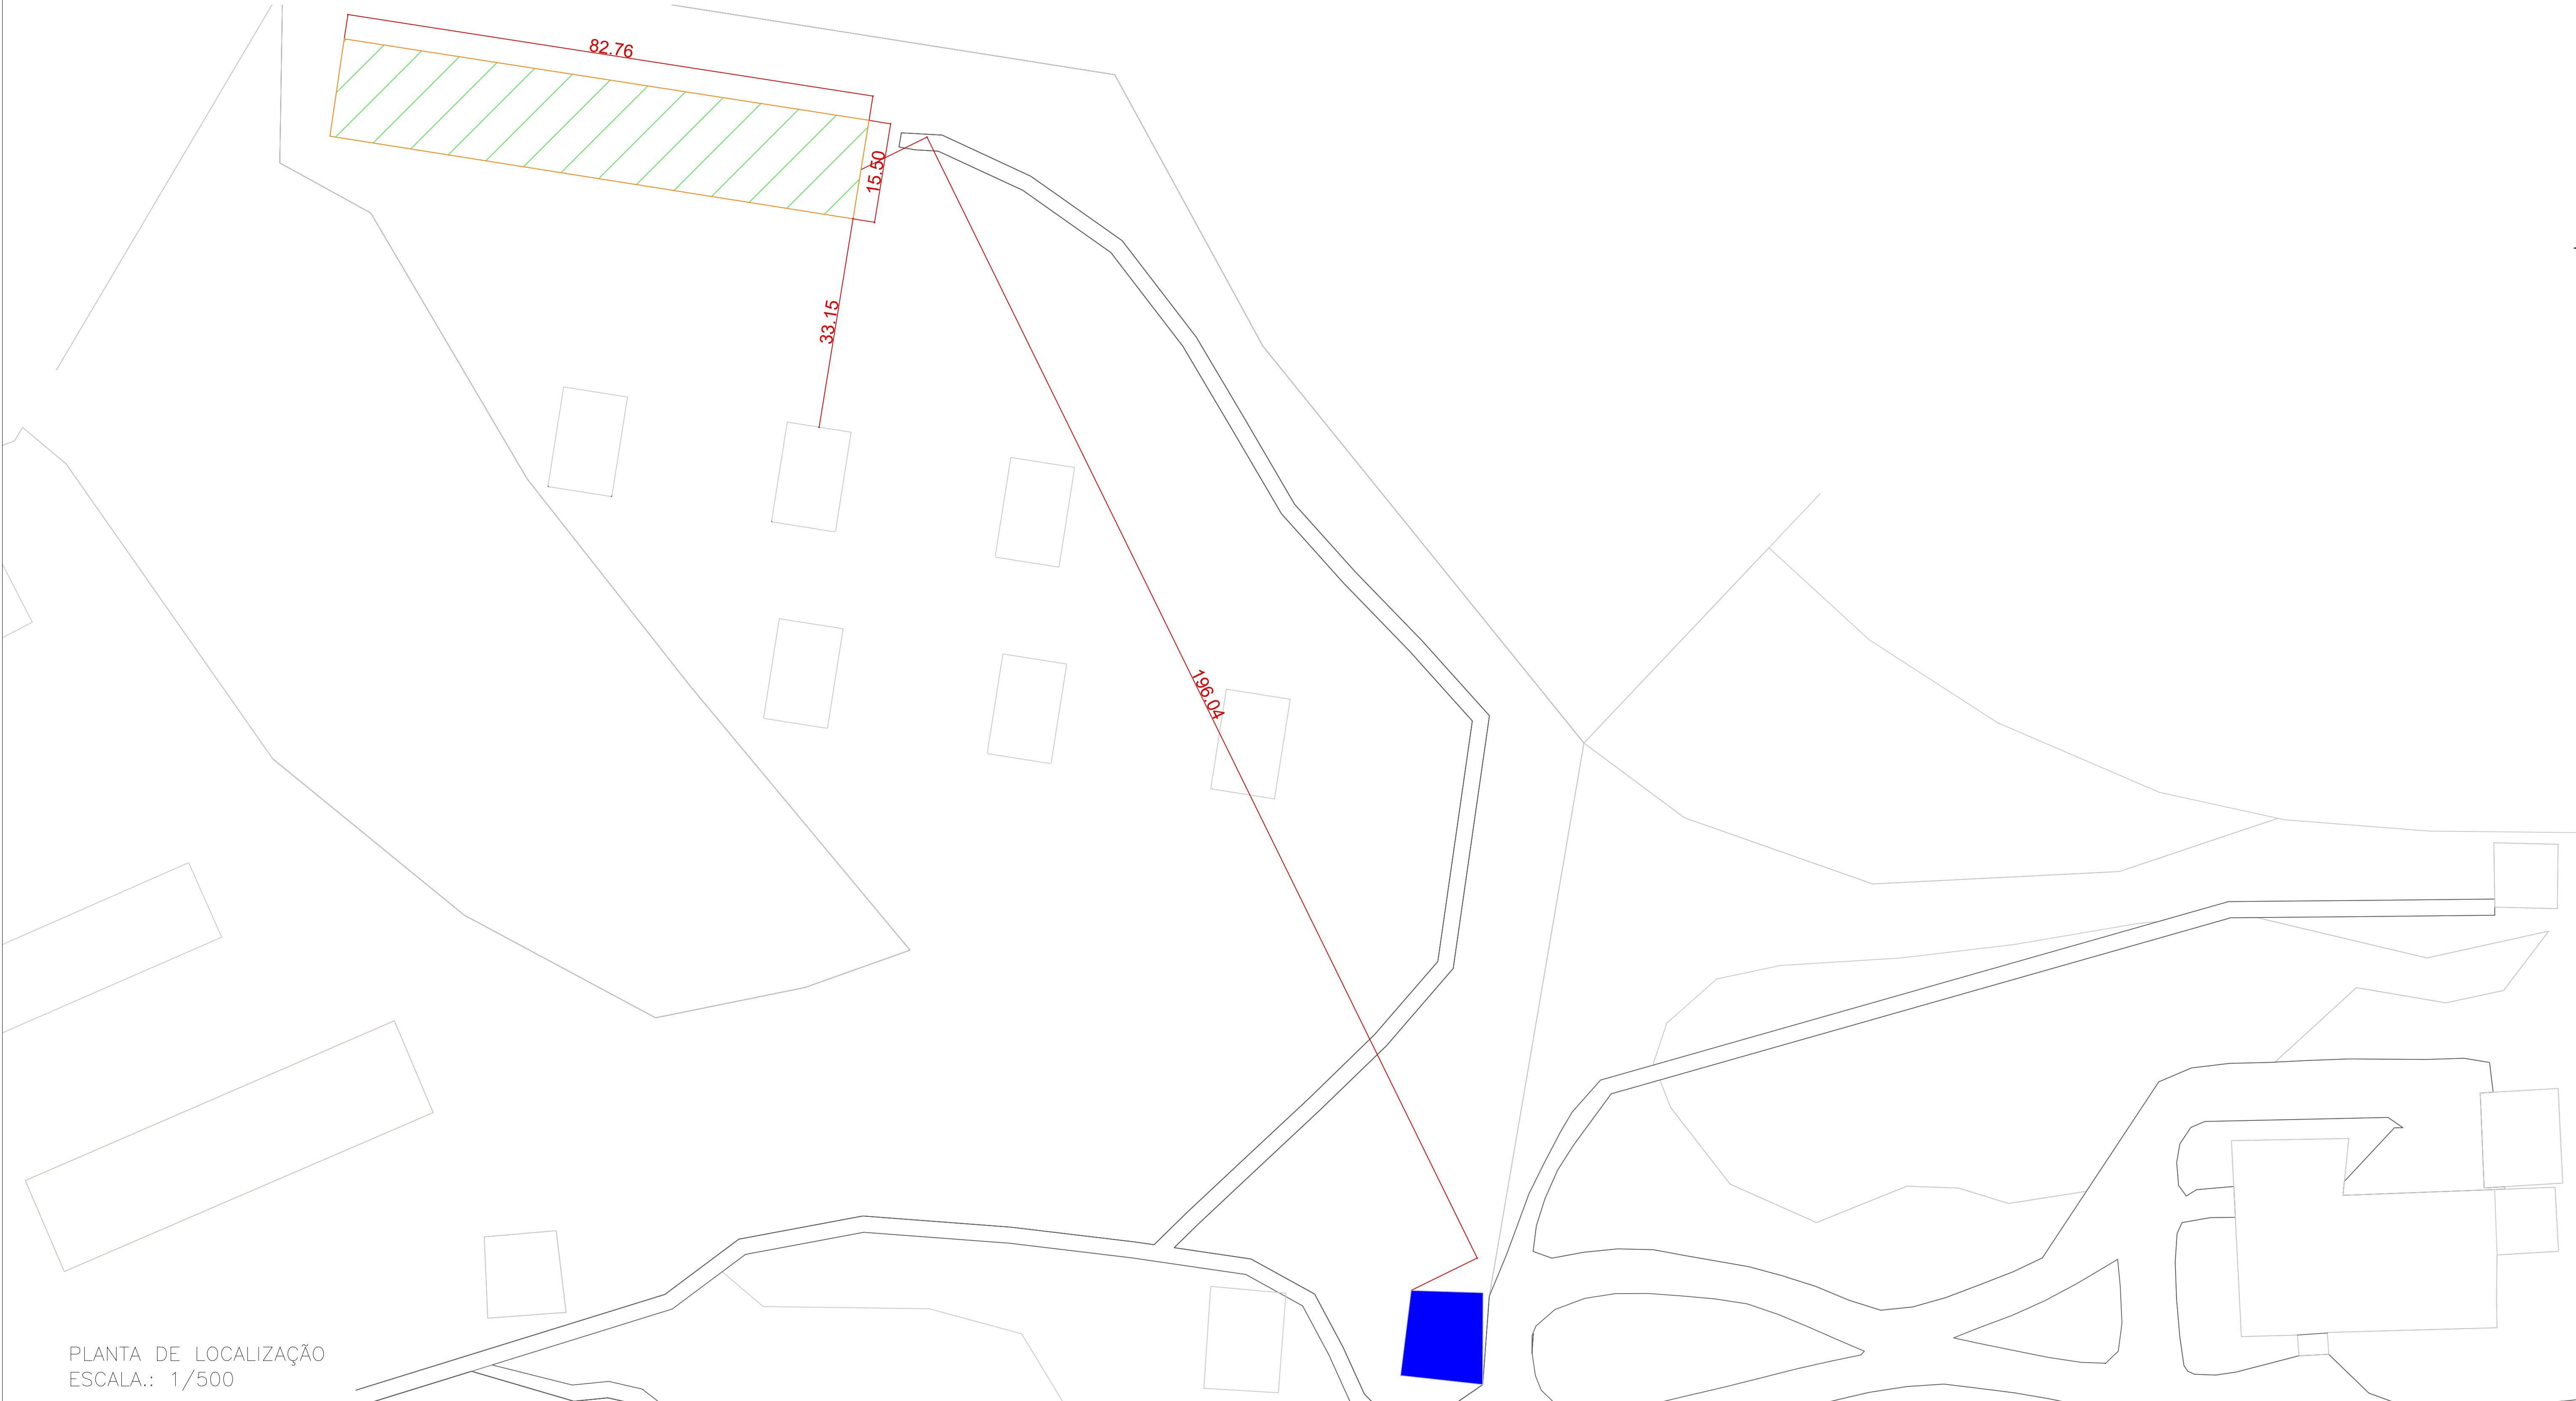 82.76
15.50
33.15
196.04
PLANTA DE LOCALIZAÇÃO
ESCALA.: 1/500